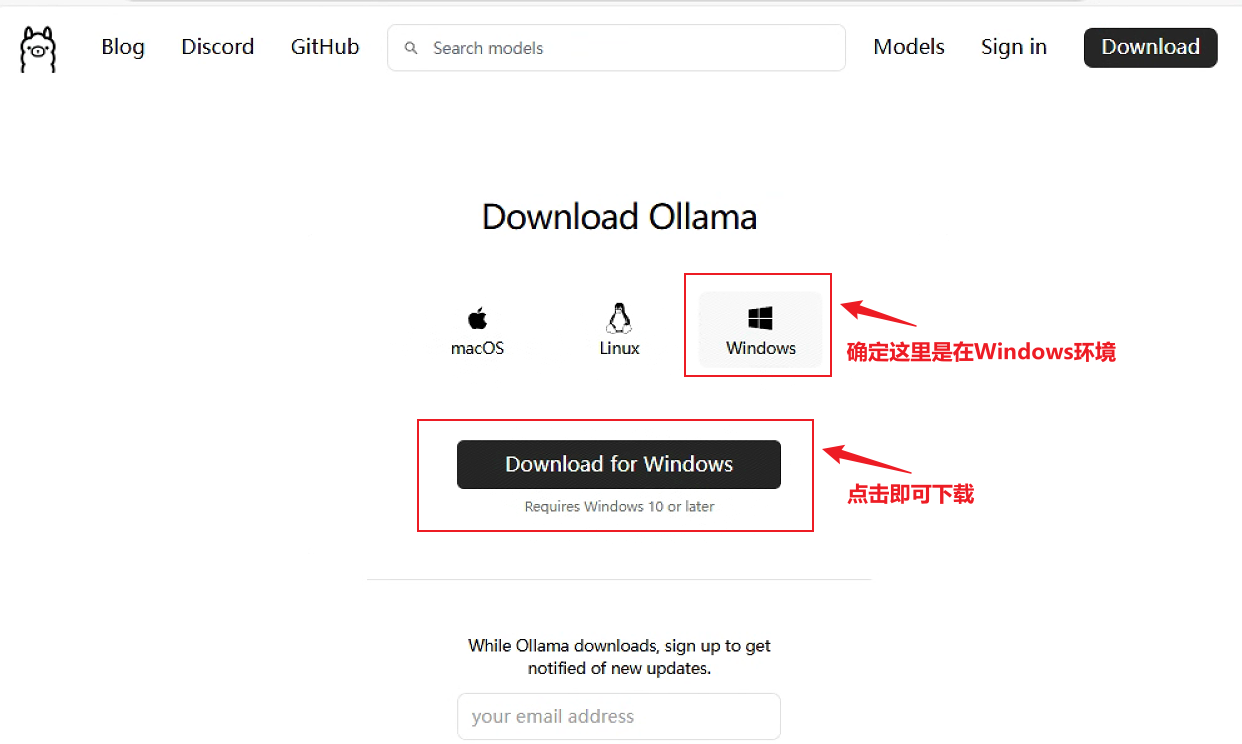 Blog Discord GitHub Search models Models Sign in Download
Download Ollama
macOS Linux Windows
确定这里是在Windows环境
Download for Windows
Requires Windows 10 or later
点击即可下载
While Ollama downloads, sign up to get
notified of new updates.
your email address